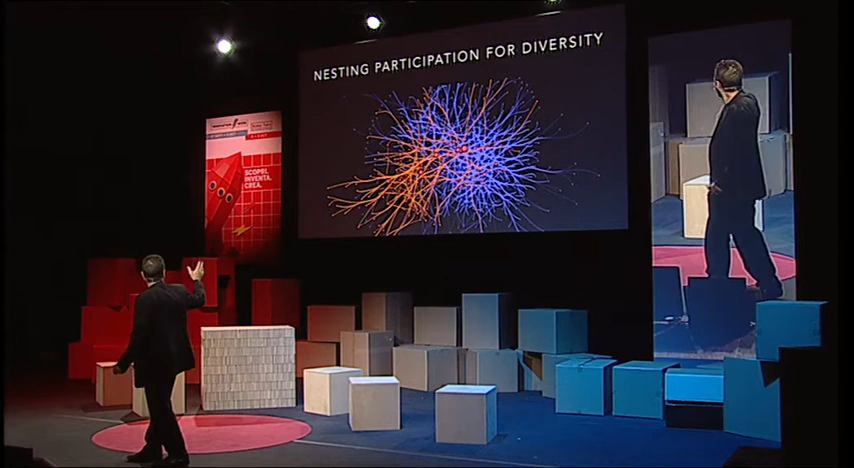 NESTING PARTICIPATION FOR DIVERSITY
SCOPRI.
INVENTA.
CREA.